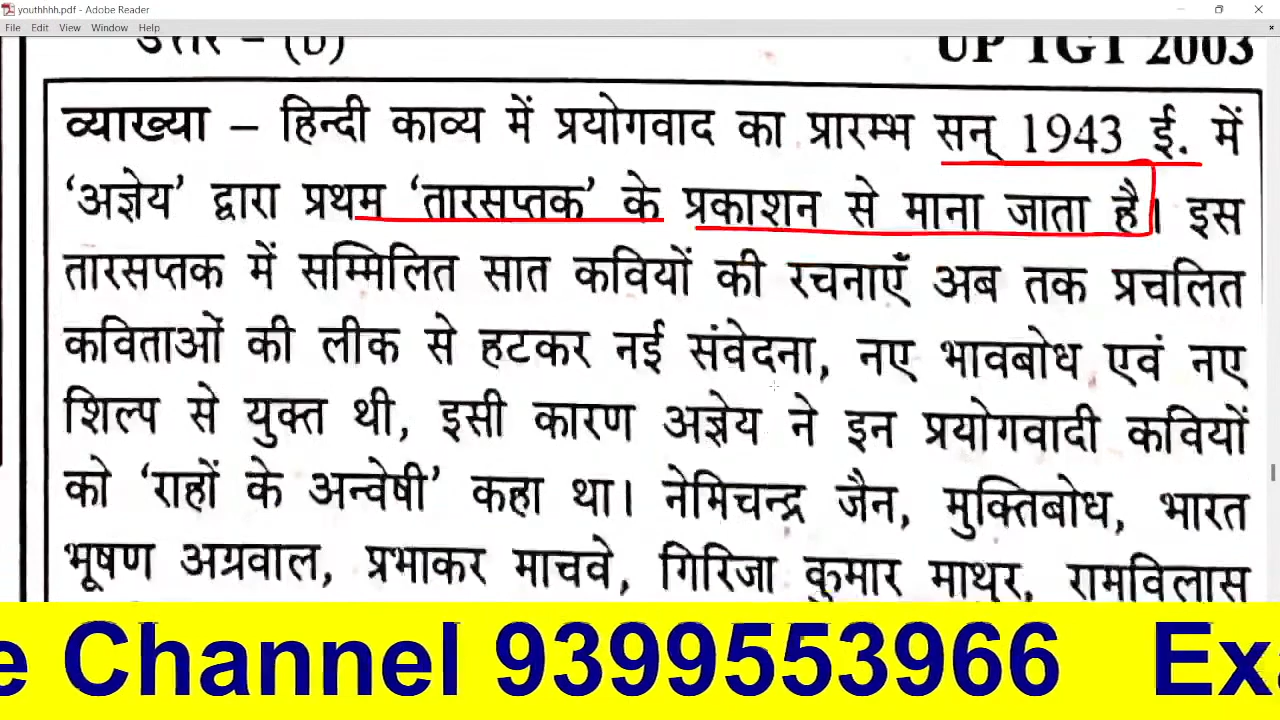 youthhhh.pdf - Adobe Reader
File Edit View Window Help
उत्तर – (b) UP TGT 2003
व्याख्या – हिन्दी काव्य में प्रयोगवाद का प्रारम्भ सन् 1943 ई. में
‘अज्ञेय’ द्वारा प्रथम ‘तारसप्तक’ के प्रकाशन से माना जाता है। इस
तारसप्तक में सम्मिलित सात कवियों की रचनाएँ अब तक प्रचलित
कविताओं की लीक से हटकर नई संवेदना, नए भावबोध एवं नए
शिल्प से युक्त थी, इसी कारण अज्ञेय ने इन प्रयोगवादी कवियों
को ‘राहों के अन्वेषी’ कहा था। नेमिचन्द्र जैन, मुक्तिबोध, भारत
भूषण अग्रवाल, प्रभाकर माचवे, गिरिजा कुमार माथुर, रामविलास
e Channel 9399553966 Exa